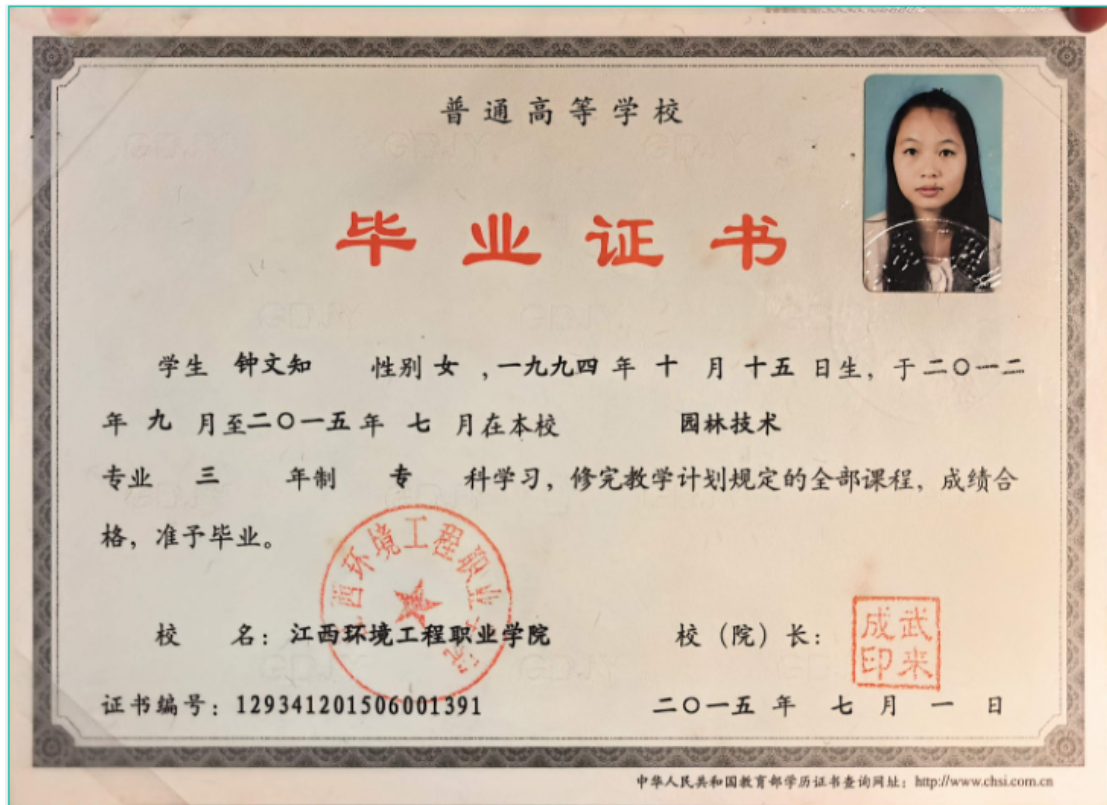 普通高等学校
毕业证书
学生 钟文知 性别 女 ,一九九四 年 十 月 十五 日生，于二〇一二
年 九 月至二〇一五年 七 月在本校 园林技术
专业 三 年制 专 科学习，修完教学计划规定的全部课程，成绩合
格，准予毕业。
西环境工程职业
校 名：江西环境工程职业学院 校（院）长：
成武
印来
证书编号：129341201506001391 二〇一五 年 七 月 一 日
中华人民共和国教育部学历证书查询网址：http://www.chsi.com.cn